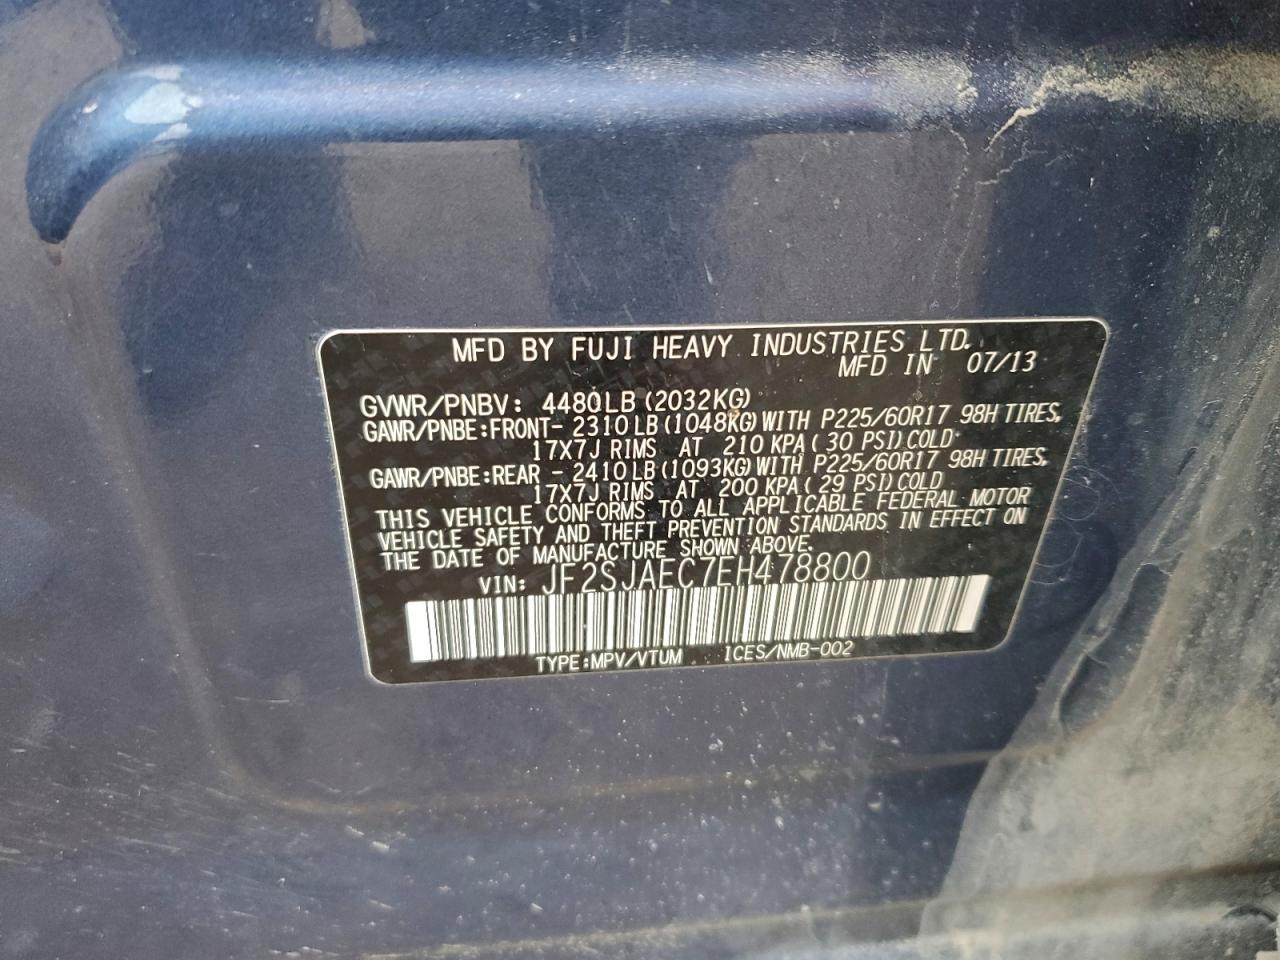 MFD BY FUJI HEAVY INDUSTRIES LTD.
MFD IN 07/13
GVWR/PNBV: 4480LB (2032KG)
GAWR/PNBE:FRONT- 2310LB (1048KG) WITH P225/60R17 98H TIRES,
17X7J RIMS AT 210 KPA ( 30 PSI) COLD
GAWR/PNBE:REAR - 2410LB (1093KG) WITH P225/60R17 98H TIRES,
17X7J RIMS AT 200 KPA ( 29 PSI) COLD
THIS VEHICLE CONFORMS TO ALL APPLICABLE FEDERAL MOTOR
VEHICLE SAFETY AND THEFT PREVENTION STANDARDS IN EFFECT ON
THE DATE OF MANUFACTURE SHOWN ABOVE.
VIN: JF2SJAEC7EH478800
TYPE:MPV/VTUM ICES/NMB-002